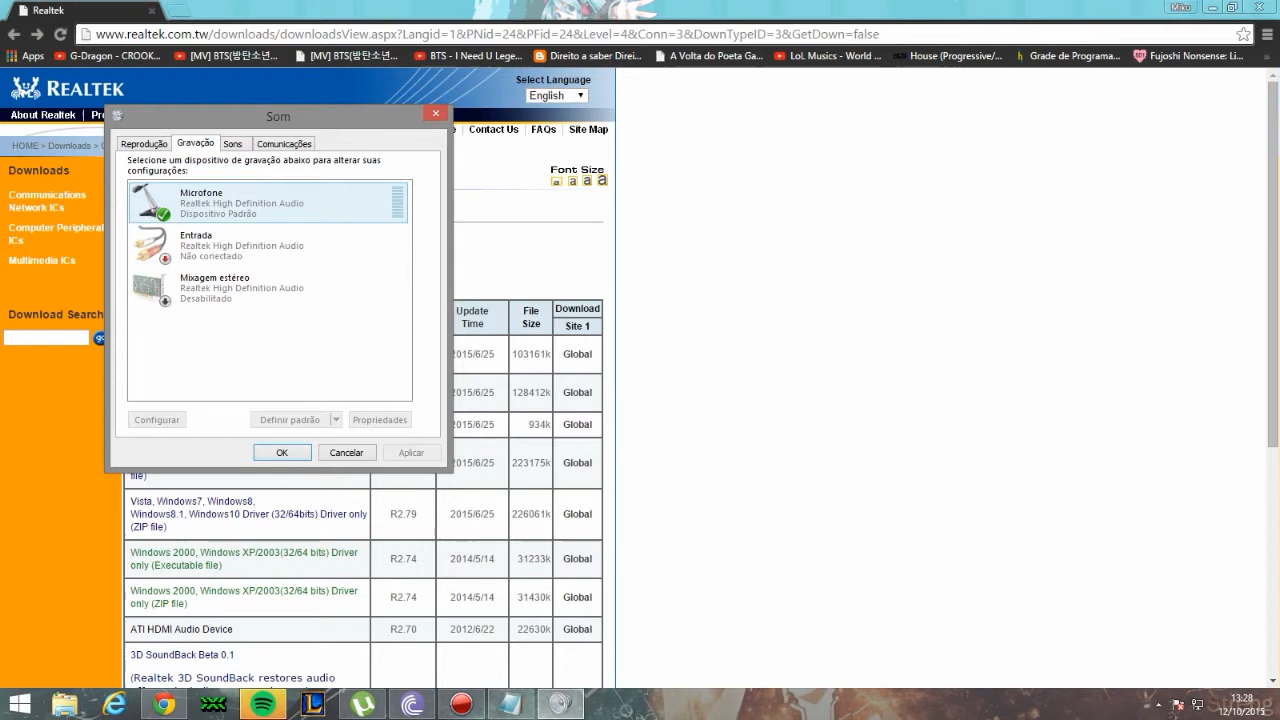 Realtek
Mika
www.realtek.com.tw/downloads/downloadsView.aspx?Langid=1&PNid=24&PFid=24&Level=4&Conn=3&DownTypeID=3&GetDown=false
Apps
G-Dragon — CROOK...
[MV] BTS(방탄소년...
[MV] BTS(방탄소년...
BTS - I Need U Lege...
Direito a saber Direi...
A Volta do Poeta Ga...
LoL Musics - World ...
House (Progressive/...
Grade de Programa...
Fujoshi Nonsense: Li...
REALTEK
Select Language
English
About Realtek
Contact Us
FAQs
Site Map
HOME > Downloads >
Font Size
a a a a
Downloads
Communications
Network ICs
Computer Peripheral
ICs
Multimedia ICs
Download Search
Som
Reprodução
Gravação
Sons
Comunicações
Selecione um dispositivo de gravação abaixo para alterar suas
configurações:
Microfone
Realtek High Definition Audio
Dispositivo Padrão
Entrada
Realtek High Definition Audio
Não conectado
Mixagem estéreo
Realtek High Definition Audio
Desabilitado
Configurar
Definir padrão
Propriedades
OK
Cancelar
Aplicar
Update
Time
File
Size
Download
Site 1
2015/6/25 103161k Global
2015/6/25 128412k Global
2015/6/25 934k Global
2015/6/25 223175k Global
file)
Vista, Windows7, Windows8,
Windows8.1, Windows10 Driver (32/64bits) Driver only
(ZIP file)
R2.79 2015/6/25 226061k Global
Windows 2000, Windows XP/2003(32/64 bits) Driver
only (Executable file)
R2.74 2014/5/14 31233k Global
Windows 2000, Windows XP/2003(32/64 bits) Driver
only (ZIP file)
R2.74 2014/5/14 31430k Global
ATI HDMI Audio Device R2.70 2012/6/22 22630k Global
3D SoundBack Beta 0.1
(Realtek 3D SoundBack restores audio
13:28
12/10/2015